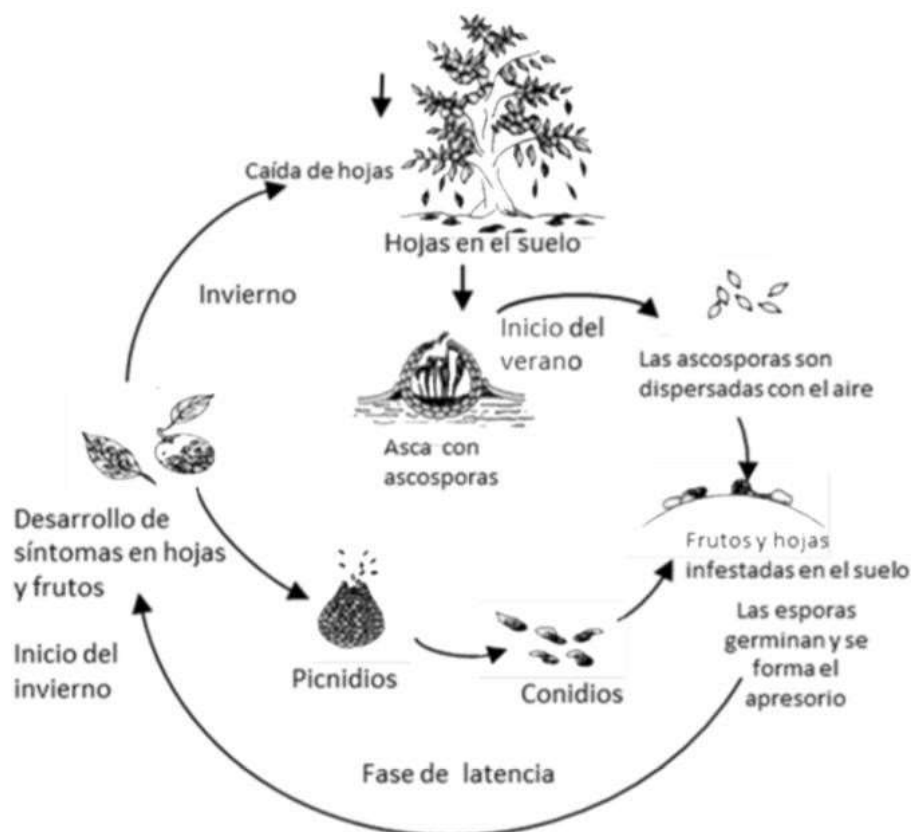 Caída de hojas
Hojas en el suelo
Invierno
Inicio del
verano
Las ascosporas son
dispersadas con el aire
Asca con
ascosporas
Desarrollo de
síntomas en hojas
y frutos
Frutos y hojas
infestadas en el suelo
Las esporas
germinan y se
forma el
apresorio
Picnidios
Conidios
Inicio del
invierno
Fase de latencia